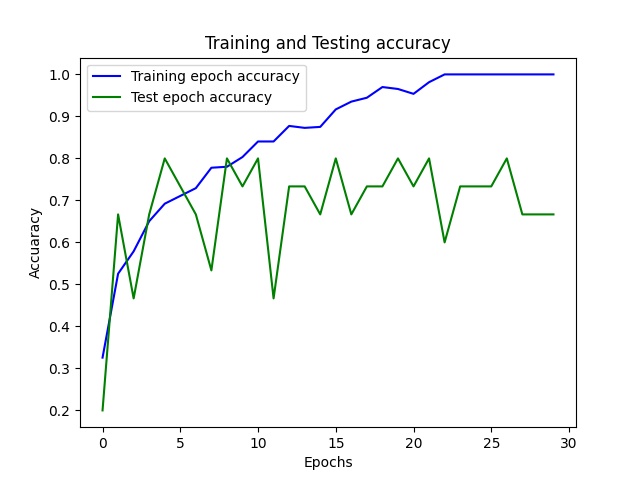 Training and Testing accuracy
Training epoch accuracy
Test epoch accuracy
1.0
0.9
0.8
0.7
0.6
0.5
0.4
0.3
0.2
Accuaracy
0 5 10 15 20 25 30
Epochs